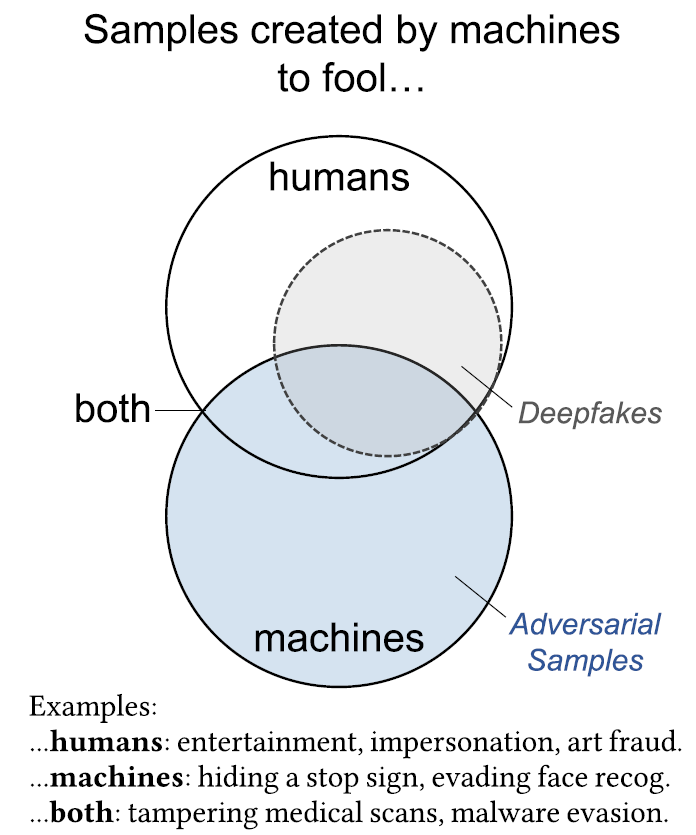 Samples created by machines
to fool…
humans
both
Deepfakes
machines
Adversarial
Samples
Examples:
...humans: entertainment, impersonation, art fraud.
...machines: hiding a stop sign, evading face recog.
...both: tampering medical scans, malware evasion.